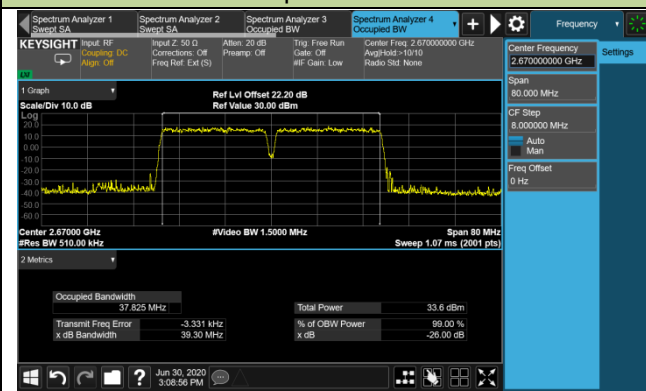 Spectrum Analyzer 1
Swept SA
Spectrum Analyzer 2
Swept SA
Spectrum Analyzer 3
Occupied BW
Spectrum Analyzer 4
Occupied BW
Frequency
KEYSIGHT
Input: RF
Coupling: DC
Align: Off
Input Z: 50 Ω
Corrections: Off
Freq Ref: Ext (S)
Atten: 20 dB
Preamp: Off
Trig: Free Run
Gate: Off
#IF Gain: Low
Center Freq: 2.670000000 GHz
Avg|Hold:>10/10
Radio Std: None
LXI
Center Frequency
2.670000000 GHz
Settings
Span
80.000 MHz
CF Step
8.000000 MHz
Auto
Man
Freq Offset
0 Hz
1 Graph
Scale/Div 10.0 dB
Ref Lvl Offset 22.20 dB
Ref Value 30.00 dBm
Log
20.0
10.0
0.00
-10.0
-20.0
-30.0
-40.0
-50.0
-60.0
Center 2.67000 GHz
#Video BW 1.5000 MHz
Span 80 MHz
#Res BW 510.00 kHz
Sweep 1.07 ms (2001 pts)
2 Metrics
Occupied Bandwidth
37.825 MHz
Total Power 33.6 dBm
Transmit Freq Error -3.331 kHz
% of OBW Power 99.00 %
x dB Bandwidth 39.30 MHz
x dB -26.00 dB
Jun 30, 2020
3:08:56 PM